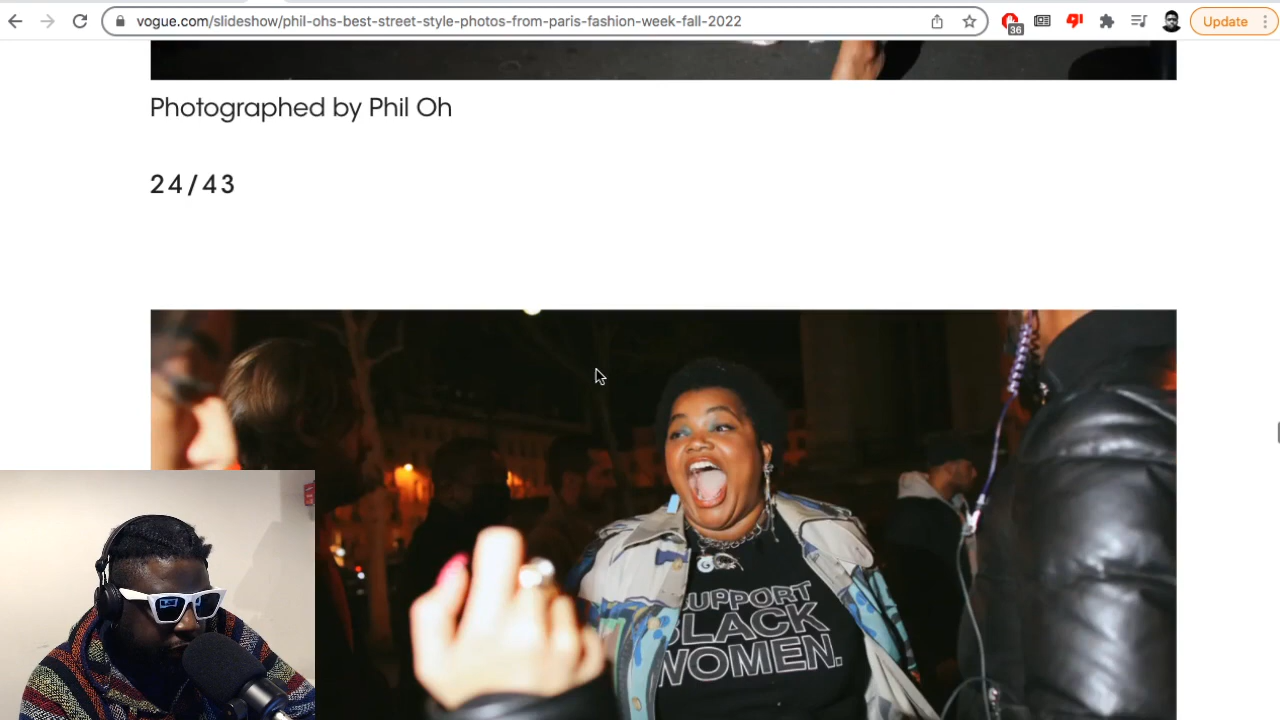 vogue.com/slideshow/phil-ohs-best-street-style-photos-from-paris-fashion-week-fall-2022
36
Update
Photographed by Phil Oh
24/43
SUPPORT
BLACK
WOMEN.